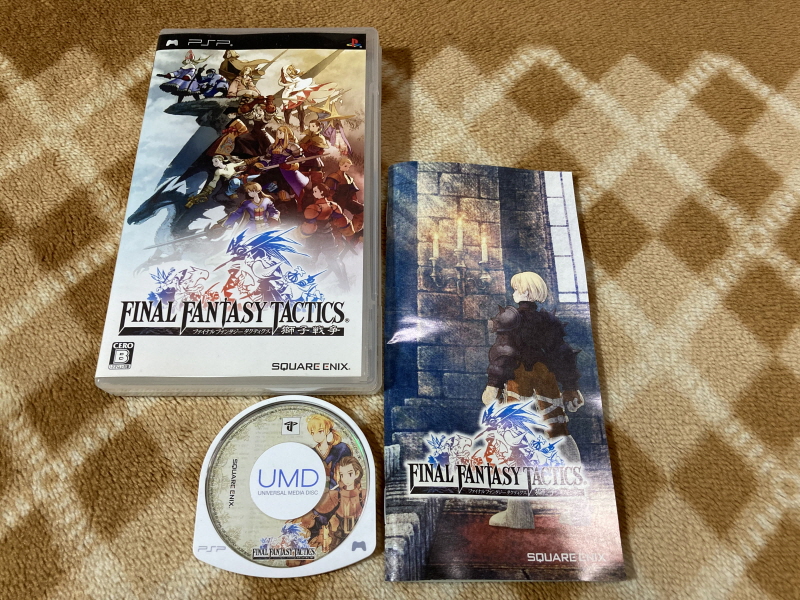 PSP
FINAL FANTASY TACTICS®
ファイナルファンタジータクティクス 獅子戦争
CERO
B
SQUARE ENIX.
FINAL FANTASY TACTICS
ファイナルファンタジータクティクス 獅子戦争
SQUARE ENIX
UMD
UNIVERSAL MEDIA DISC
SQUARE ENIX.
FINAL FANTASY TACTICS
PSP